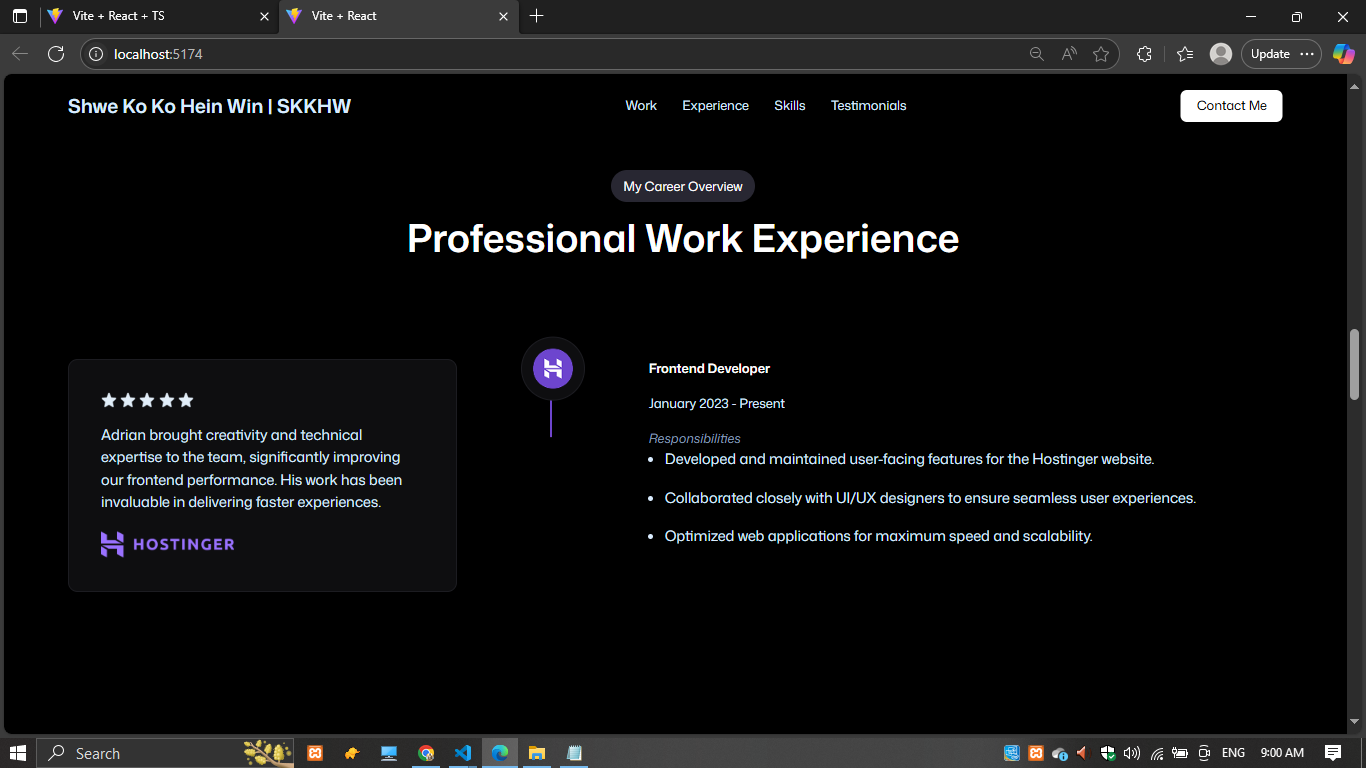 Vite + React + TS
Vite + React
localhost:5174
Update
Shwe Ko Ko Hein Win | SKKHW
Work
Experience
Skills
Testimonials
Contact Me
My Career Overview
Professional Work Experience
Adrian brought creativity and technical
expertise to the team, significantly improving
our frontend performance. His work has been
invaluable in delivering faster experiences.
HOSTINGER
Frontend Developer
January 2023 - Present
Responsibilities
• Developed and maintained user-facing features for the Hostinger website.
• Collaborated closely with UI/UX designers to ensure seamless user experiences.
• Optimized web applications for maximum speed and scalability.
Search
ENG
9:00 AM